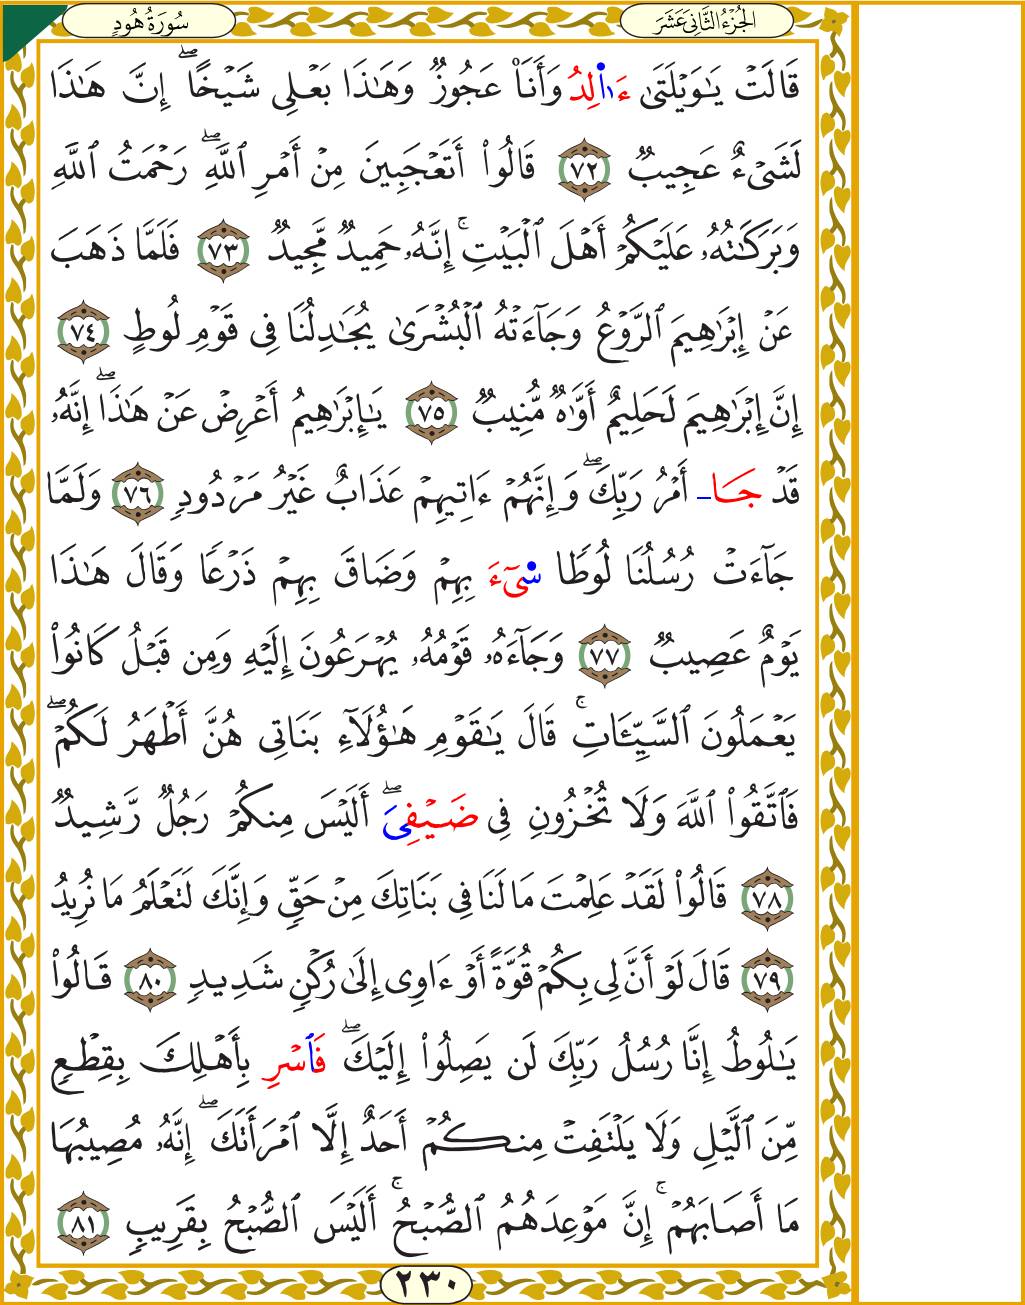 الجُزْءُ الثَّانِي عَشَرَ
سُورَةُ هُودٍ
قَالَتْ يَٰوَيْلَتَىٰ ءَا۬لِدُ وَأَنَا۠ عَجُوزٌ وَهَٰذَا بَعْلِى شَيْخًا ۖ إِنَّ هَٰذَا
لَشَىْءٌ عَجِيبٌ ٧٢ قَالُوا۟ أَتَعْجَبِينَ مِنْ أَمْرِ ٱللَّهِ ۖ رَحْمَتُ ٱللَّهِ
وَبَرَكَٰتُهُۥ عَلَيْكُمْ أَهْلَ ٱلْبَيْتِ ۚ إِنَّهُۥ حَمِيدٌ مَّجِيدٌ ٧٣ فَلَمَّا ذَهَبَ
عَنْ إِبْرَٰهِيمَ ٱلرَّوْعُ وَجَآءَتْهُ ٱلْبُشْرَىٰ يُجَٰدِلُنَا فِى قَوْمِ لُوطٍ ٧٤
إِنَّ إِبْرَٰهِيمَ لَحَلِيمٌ أَوَّٰهٌ مُّنِيبٌ ٧٥ يَٰإِبْرَٰهِيمُ أَعْرِضْ عَنْ هَٰذَا ۖ إِنَّهُۥ
قَدْ جَا أَمْرُ رَبِّكَ ۖ وَإِنَّهُمْ ءَاتِيهِمْ عَذَابٌ غَيْرُ مَرْدُودٍ ٧٦ وَلَمَّا
جَآءَتْ رُسُلُنَا لُوطًا سِۓءَ بِهِمْ وَضَاقَ بِهِمْ ذَرْعًا وَقَالَ هَٰذَا
يَوْمٌ عَصِيبٌ ٧٧ وَجَآءَهُۥ قَوْمُهُۥ يُهْرَعُونَ إِلَيْهِ وَمِن قَبْلُ كَانُوا۟
يَعْمَلُونَ ٱلسَّيِّـَٔاتِ ۚ قَالَ يَٰقَوْمِ هَٰٓؤُلَآءِ بَنَاتِى هُنَّ أَطْهَرُ لَكُمْ ۖ
فَٱتَّقُوا۟ ٱللَّهَ وَلَا تُخْزُونِ فِى ضَيْفِىَ ۖ أَلَيْسَ مِنكُمْ رَجُلٌ رَّشِيدٌ
٧٨ قَالُوا۟ لَقَدْ عَلِمْتَ مَا لَنَا فِى بَنَاتِكَ مِنْ حَقٍّ وَإِنَّكَ لَتَعْلَمُ مَا نُرِيدُ
٧٩ قَالَ لَوْ أَنَّ لِى بِكُمْ قُوَّةً أَوْ ءَاوِى إِلَىٰ رُكْنٍ شَدِيدٍ ٨٠ قَالُوا۟
يَٰلُوطُ إِنَّا رُسُلُ رَبِّكَ لَن يَصِلُوا۟ إِلَيْكَ ۖ فَٱسْرِ بِأَهْلِكَ بِقِطْعٍ
مِّنَ ٱلَّيْلِ وَلَا يَلْتَفِتْ مِنكُمْ أَحَدٌ إِلَّا ٱمْرَأَتَكَ ۖ إِنَّهُۥ مُصِيبُهَا
مَا أَصَابَهُمْ ۚ إِنَّ مَوْعِدَهُمُ ٱلصُّبْحُ ۚ أَلَيْسَ ٱلصُّبْحُ بِقَرِيبٍ ٨١
٢٣٠